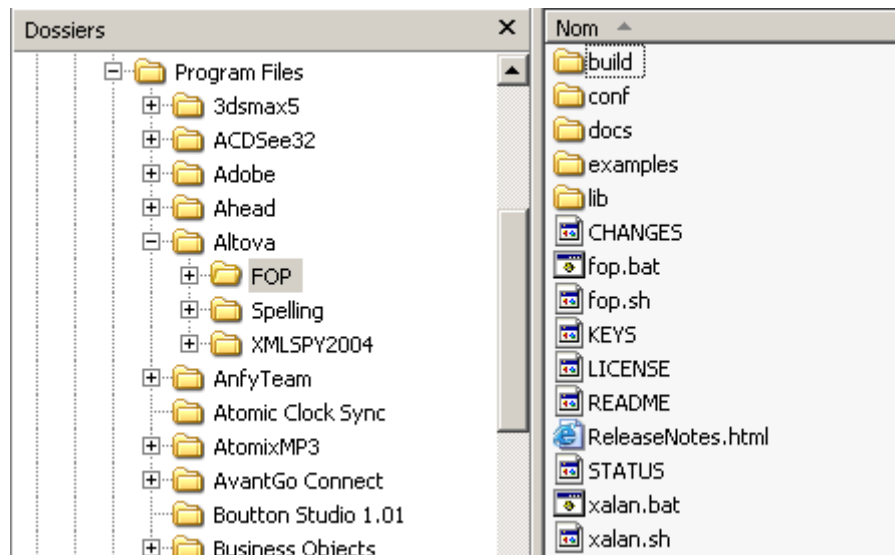 Dossiers
Program Files
3dsmax5
ACDSee32
Adobe
Ahead
Altova
FOP
Spelling
XMLSPY2004
AnfyTeam
Atomic Clock Sync
AtomixMP3
AvantGo Connect
Boutton Studio 1.01
Business Objects
Nom
build
conf
docs
examples
lib
CHANGES
fop.bat
fop.sh
KEYS
LICENSE
README
ReleaseNotes.html
STATUS
xalan.bat
xalan.sh